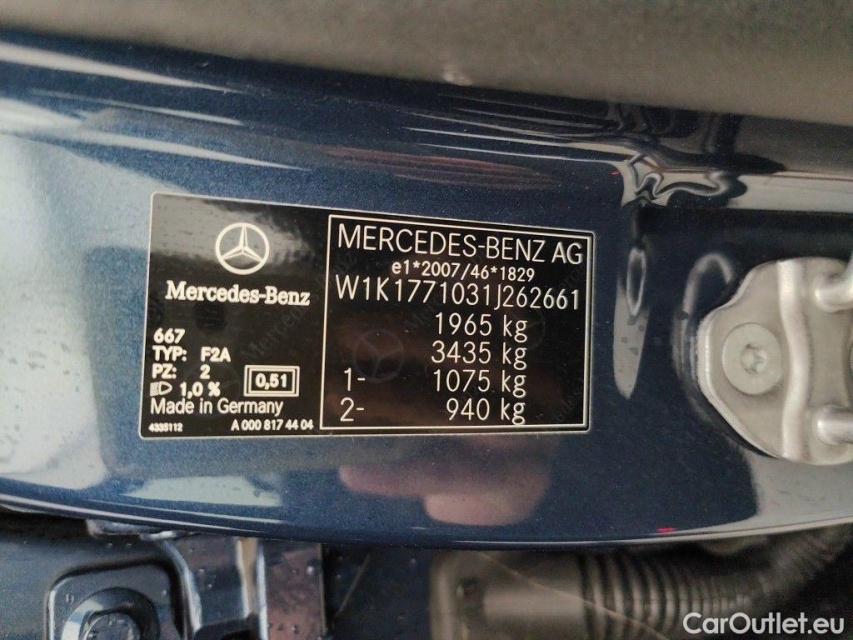 Mercedes-Benz
667
TYP: F2A
PZ: 2
1,0 % 0,51
Made in Germany
4335112 A 000 817 44 04
MERCEDES-BENZ AG
e1*2007/46*1829
W1K1771031J262661
1965 kg
3435 kg
1- 1075 kg
2- 940 kg
CarOutlet.eu